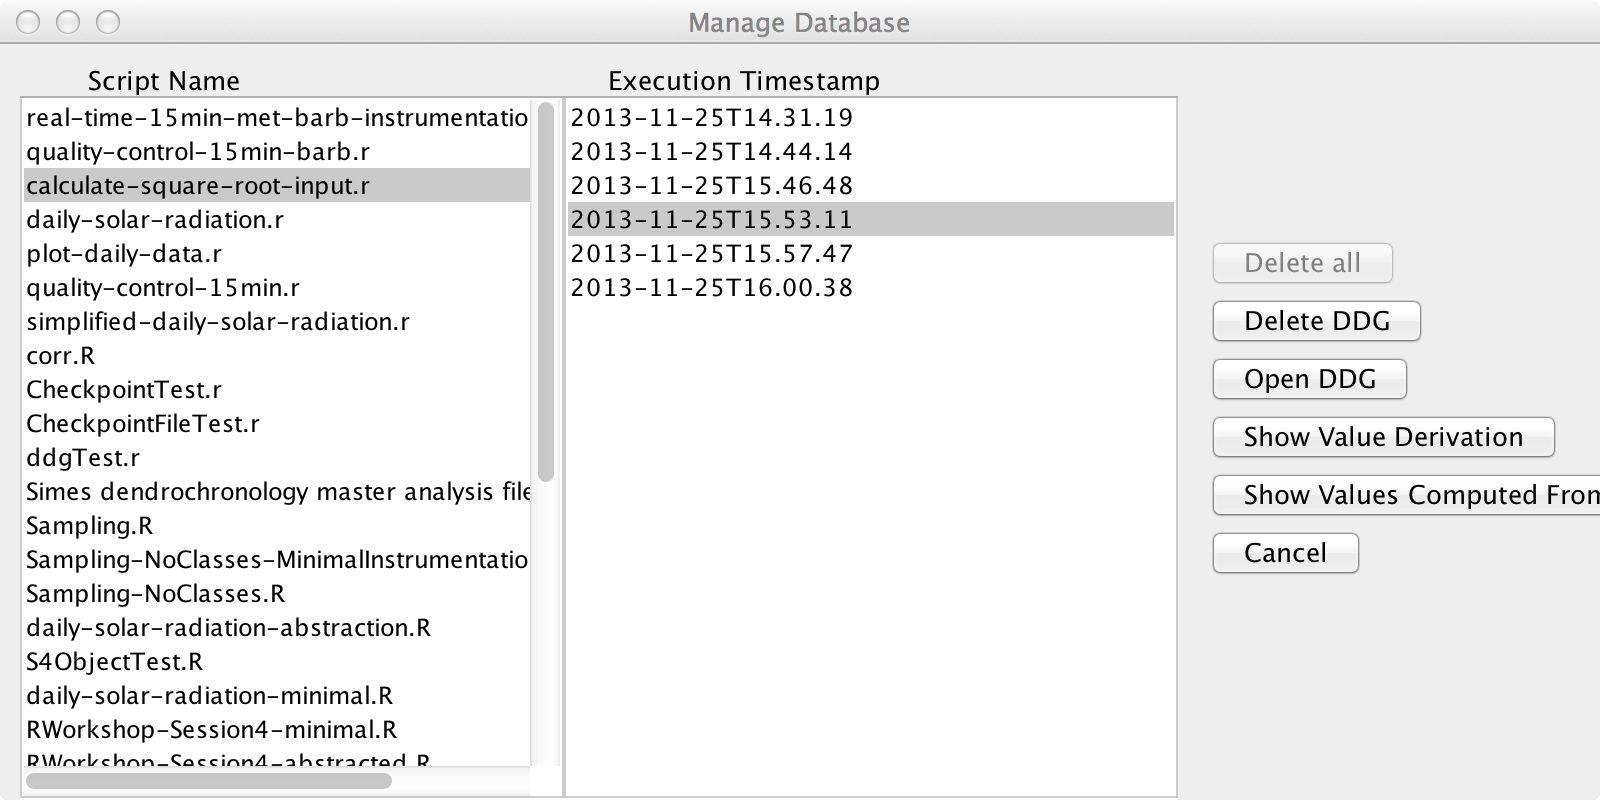 Manage Database
Script Name
Execution Timestamp
real-time-15min-met-barb-instrumentatio
quality-control-15min-barb.r
calculate-square-root-input.r
daily-solar-radiation.r
plot-daily-data.r
quality-control-15min.r
simplified-daily-solar-radiation.r
corr.R
CheckpointTest.r
CheckpointFileTest.r
ddgTest.r
Simes dendrochronology master analysis file
Sampling.R
Sampling-NoClasses-MinimalInstrumentatio
Sampling-NoClasses.R
daily-solar-radiation-abstraction.R
S4ObjectTest.R
daily-solar-radiation-minimal.R
RWorkshop-Session4-minimal.R
RWorkshop-Session4-abstracted.R
2013-11-25T14.31.19
2013-11-25T14.44.14
2013-11-25T15.46.48
2013-11-25T15.53.11
2013-11-25T15.57.47
2013-11-25T16.00.38
Delete all
Delete DDG
Open DDG
Show Value Derivation
Show Values Computed From
Cancel